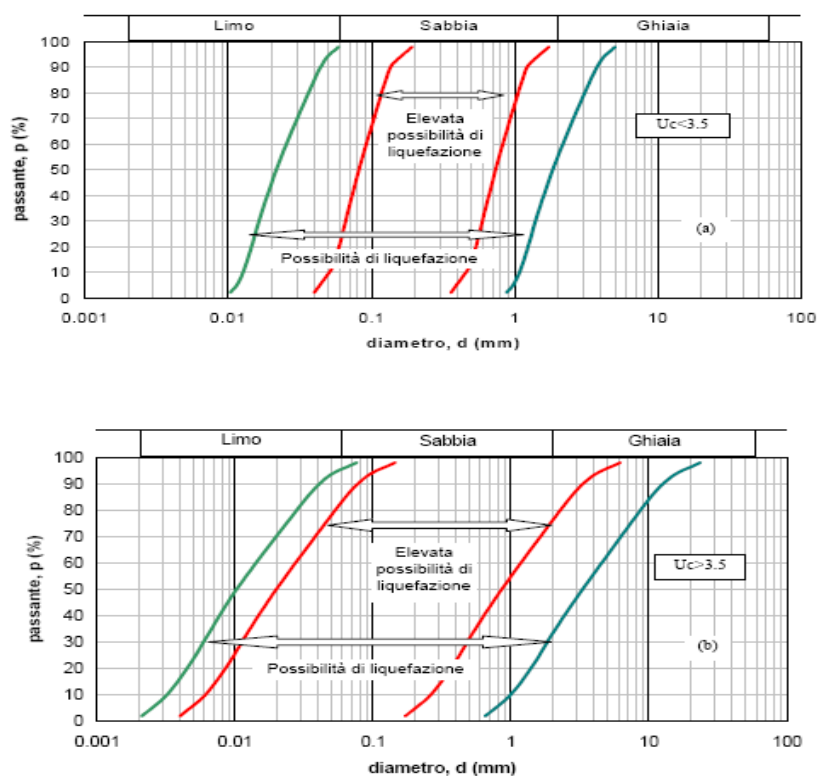 Limo Sabbia Ghiaia
100
90
80
70
60
50
40
30
20
10
0
passante, p (%)
Elevata
possibilità di
liquefazione
Uc<3.5
(a)
Possibilità di liquefazione
0.001 0.01 0.1 1 10 100
diametro, d (mm)
Limo Sabbia Ghiaia
100
90
80
70
60
50
40
30
20
10
0
passante, p (%)
Elevata
possibilità di
liquefazione
Uc>3.5
(b)
Possibilità di liquefazione
0.001 0.01 0.1 1 10 100
diametro, d (mm)